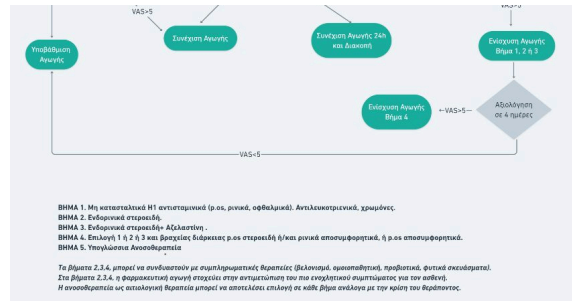 VAS>5
VAS>5
Υποβάθμιση
Αγωγής
Συνέχιση Αγωγής
Συνέχιση Αγωγής 24h
και Διακοπή
Ενίσχυση Αγωγής
Βήμα 1, 2 ή 3
Ενίσχυση Αγωγής
Βήμα 4
VAS>5
Αξιολόγηση
σε 4 ημέρες
VAS<5
ΒΗΜΑ 1. Μη κατασταλτικά Η1 αντισταμινικά (p.os, ρινικά, οφθαλμικά). Αντιλευκοτριενικά, χρωμόνες.
ΒΗΜΑ 2. Ενδορινικά στεροειδή.
ΒΗΜΑ 3. Ενδορινικά στεροειδή+ Αζελαστίνη .
ΒΗΜΑ 4. Επιλογή 1 ή 2 ή 3 και βραχείας διάρκειας p.os στεροειδή ή/και ρινικά αποσυμφορητικά, ή p.os αποσυμφορητικά.
ΒΗΜΑ 5. Υπογλώσσια Ανοσοθεραπεία
Τα βήματα 2,3,4, μπορεί να συνδυαστούν με συμπληρωματικές θεραπείες (βελονισμό, ομοιοπαθητική, προβιοτικά, φυτικά σκευάσματα).
Στα βήματα 2,3,4, η φαρμακευτική αγωγή στοχεύει στην αντιμετώπιση του πιο ενοχλητικού συμπτώματος για τον ασθενή.
Η ανοσοθεραπεία ως αιτιολογική θεραπεία μπορεί να αποτελέσει επιλογή σε κάθε βήμα ανάλογα με την κρίση του θεράποντος.